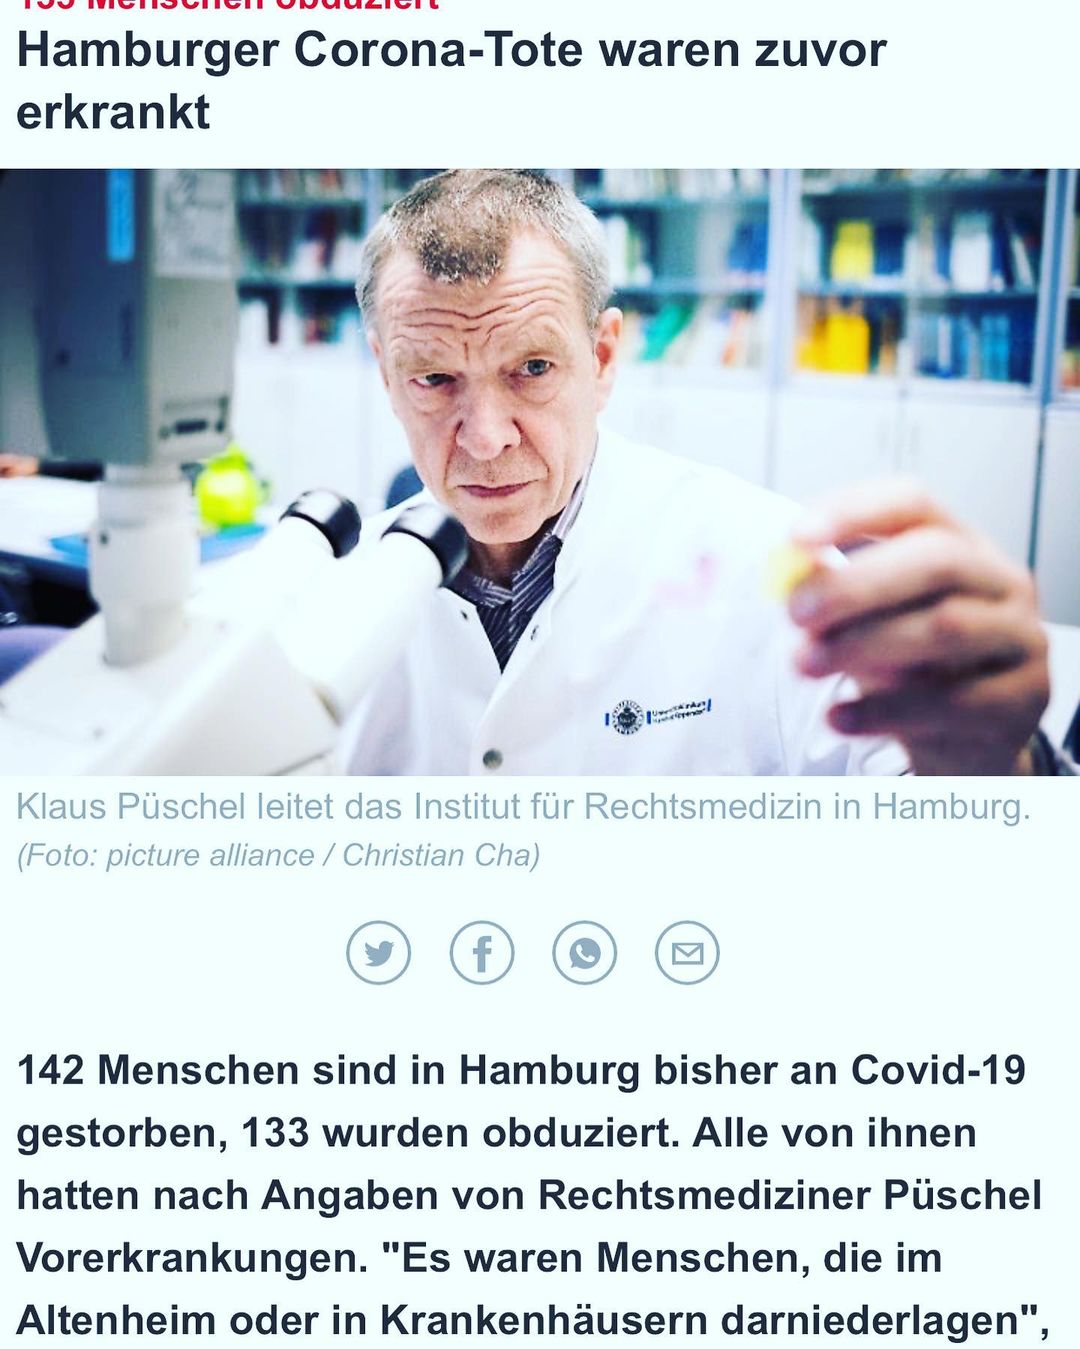 133 Menschen obduziert
Hamburger Corona-Tote waren zuvor
erkrankt
Klaus Püschel leitet das Institut für Rechtsmedizin in Hamburg.
(Foto: picture alliance / Christian Cha)
142 Menschen sind in Hamburg bisher an Covid-19
gestorben, 133 wurden obduziert. Alle von ihnen
hatten nach Angaben von Rechtsmediziner Püschel
Vorerkrankungen. "Es waren Menschen, die im
Altenheim oder in Krankenhäusern darniederlagen",